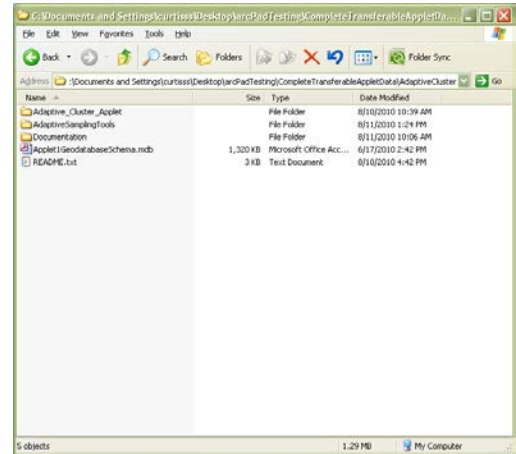 C:\Documents and Settings\curtisss\Desktop\arcPadTesting\CompleteTransferableAppletDa...
File Edit View Favorites Tools Help
Back Search Folders Folder Sync
Address :\Documents and Settings\curtisss\Desktop\arcPadTesting\CompleteTransferableAppletData\AdaptiveCluster Go
Name Size Type Date Modified
Adaptive_Cluster_Applet File Folder 8/10/2010 10:39 AM
AdaptiveSamplingTools File Folder 8/11/2010 1:24 PM
Documentation File Folder 8/11/2010 10:06 AM
Applet1GeodatabaseSchema.mdb 1,320 KB Microsoft Office Acc... 6/17/2010 2:42 PM
README.txt 3 KB Text Document 8/10/2010 4:42 PM
5 objects 1.29 MB My Computer